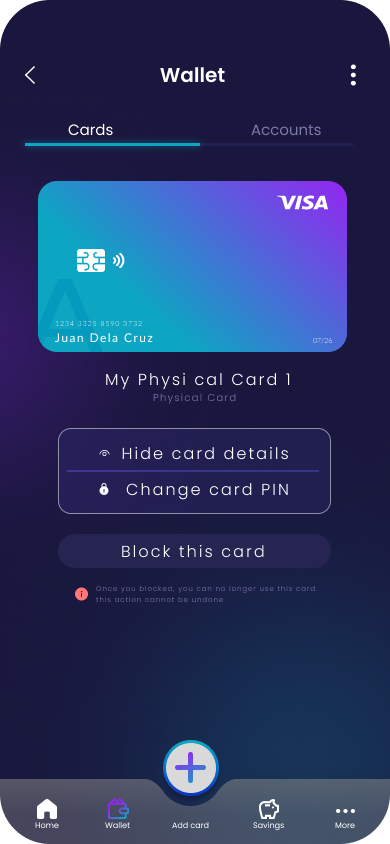 Wallet
Cards
Accounts
VISA
1234 3325 8590 3732
Juan Dela Cruz
07/26
My Physi cal Card 1
Physical Card
Hide card details
Change card PIN
Block this card
Once you blocked, you can no longer use this card.
this action cannot be undone
Home
Wallet
Add card
Savings
More